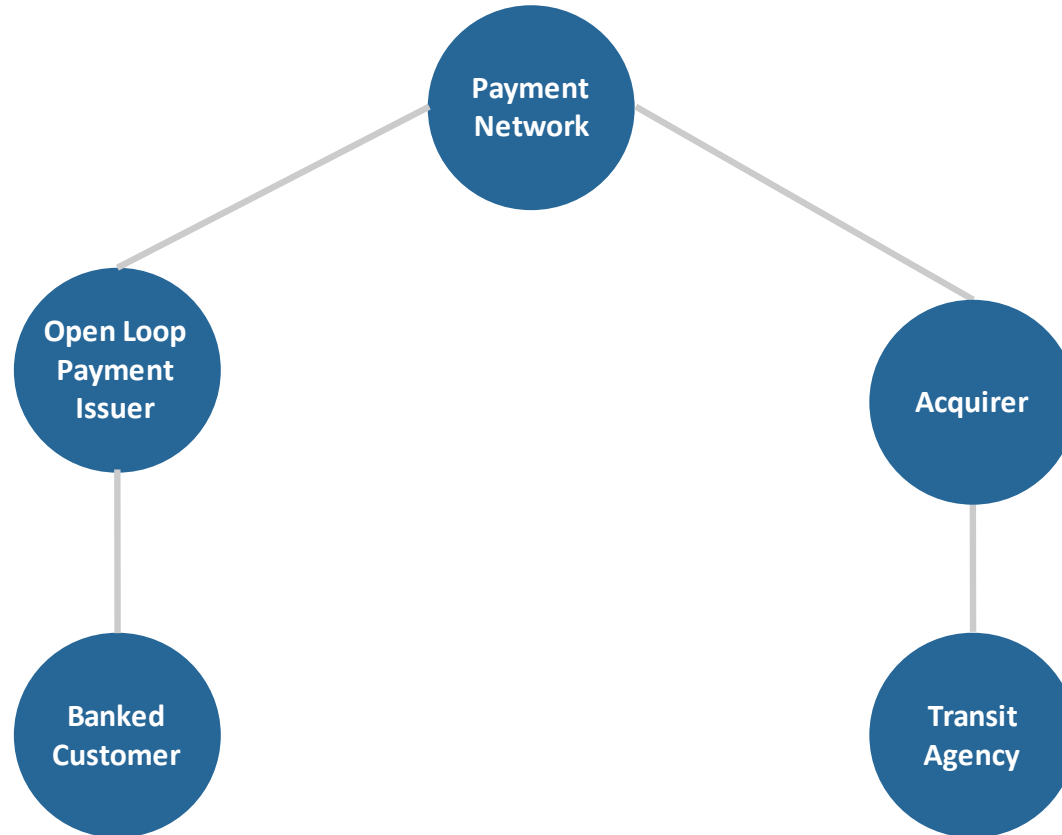 Payment
Network
Open Loop
Payment
Issuer
Acquirer
Banked
Customer
Transit
Agency